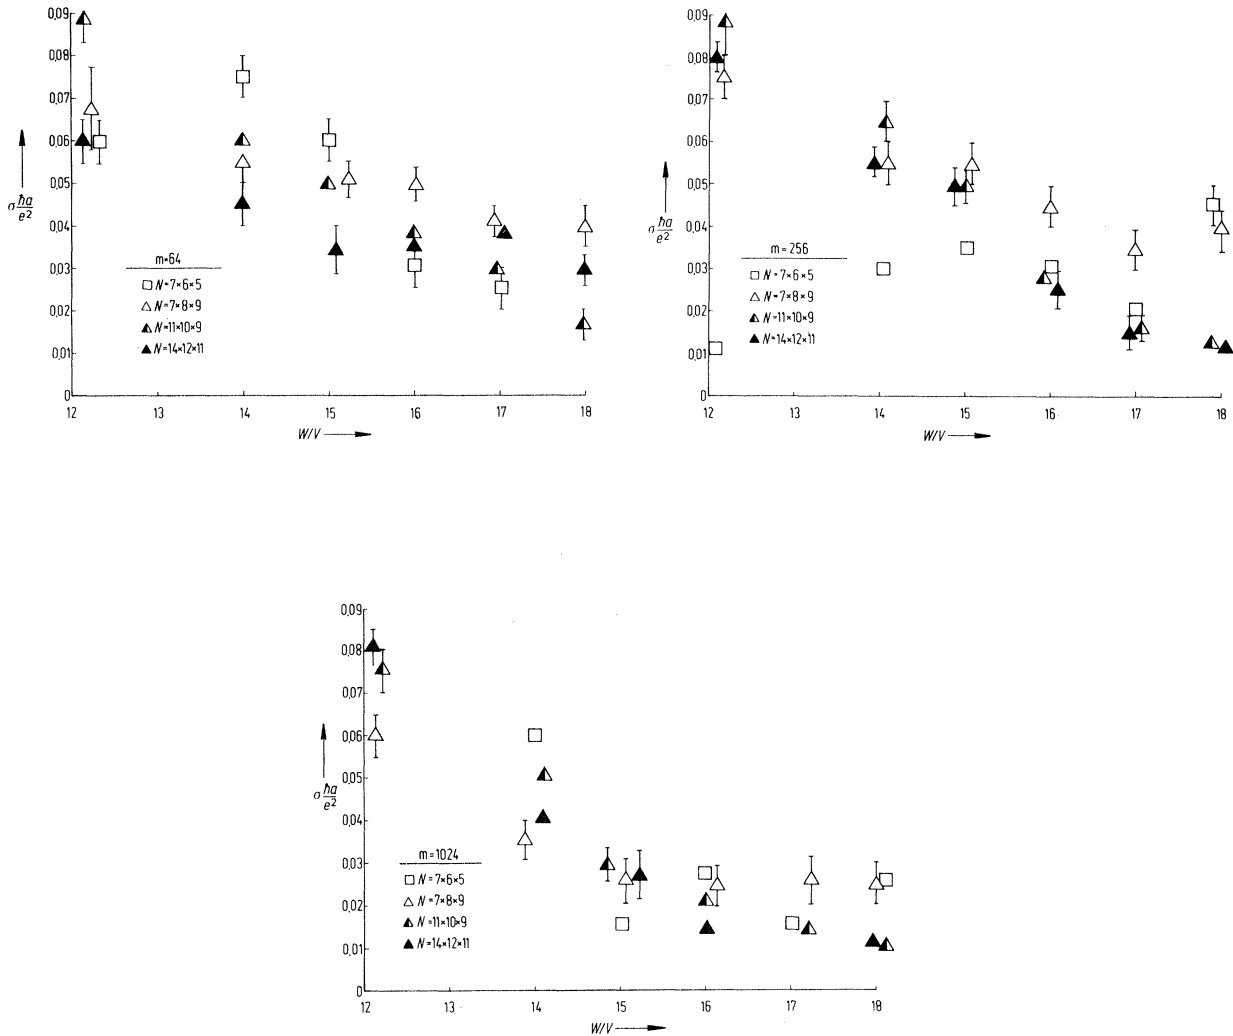 0,09
0,08
0,07
0,06
0,05
0,04
0,03
0,02
0,01
0
σ ħa/e²
m=64
N=7×6×5
N=7×8×9
N=11×10×9
N=14×12×11
12 13 14 15 16 17 18
W/V
0,09
0,08
0,07
0,06
0,05
0,04
0,03
0,02
0,01
0
σ ħa/e²
m=256
N=7×6×5
N=7×8×9
N=11×10×9
N=14×12×11
12 13 14 15 16 17 18
W/V
0,09
0,08
0,07
0,06
0,05
0,04
0,03
0,02
0,01
0
σ ħa/e²
m=1024
N=7×6×5
N=7×8×9
N=11×10×9
N=14×12×11
12 13 14 15 16 17 18
W/V